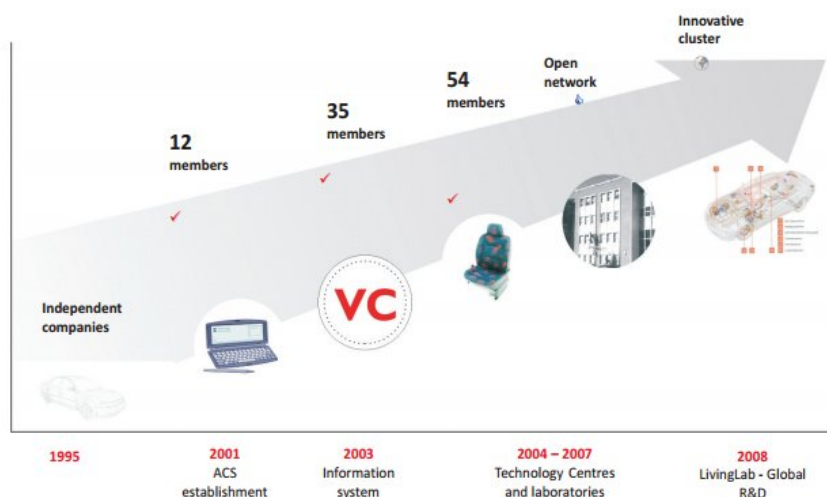 Innovative
cluster
Open
network
54
members
35
members
12
members
VC
Independent
companies
1995
2001
ACS
establishment
2003
Information
system
2004 – 2007
Technology Centres
and laboratories
2008
LivingLab - Global
R&D